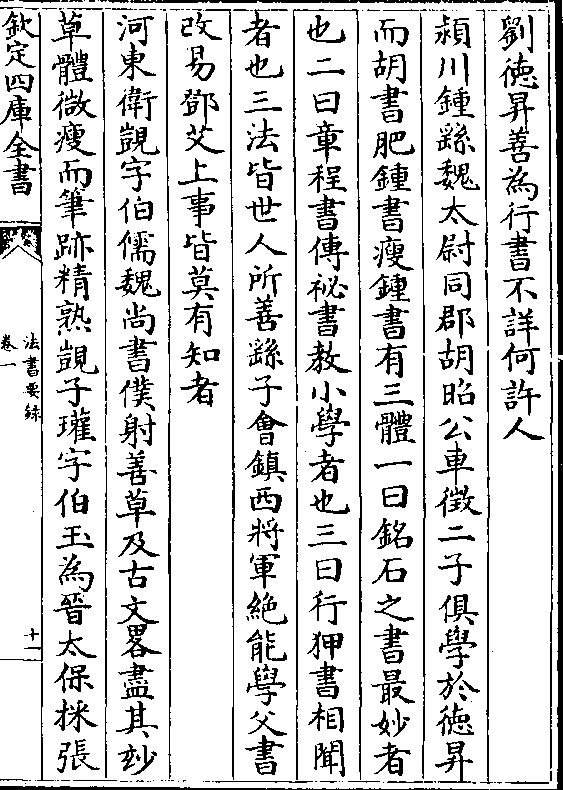 劉徳昇善為行書不詳何許人
潁川鍾繇魏太尉同郡胡昭公車徵二子俱學於徳昇
而胡書肥鍾書瘦鍾書有三體一曰銘石之書最妙者
也二曰章程書傳祕書教小學者也三曰行狎書相聞
者也三法皆世人所善繇子會鎮西將軍絶能學父書
改易鄧艾上事皆莫有知者
河東衛覬字伯儒魏尚書僕射善草及古文畧盡其玅
草體微瘦而筆跡精熟覬子瓘字伯玉為晉太保採張
欽定四庫全書
法書要録
卷一
十一